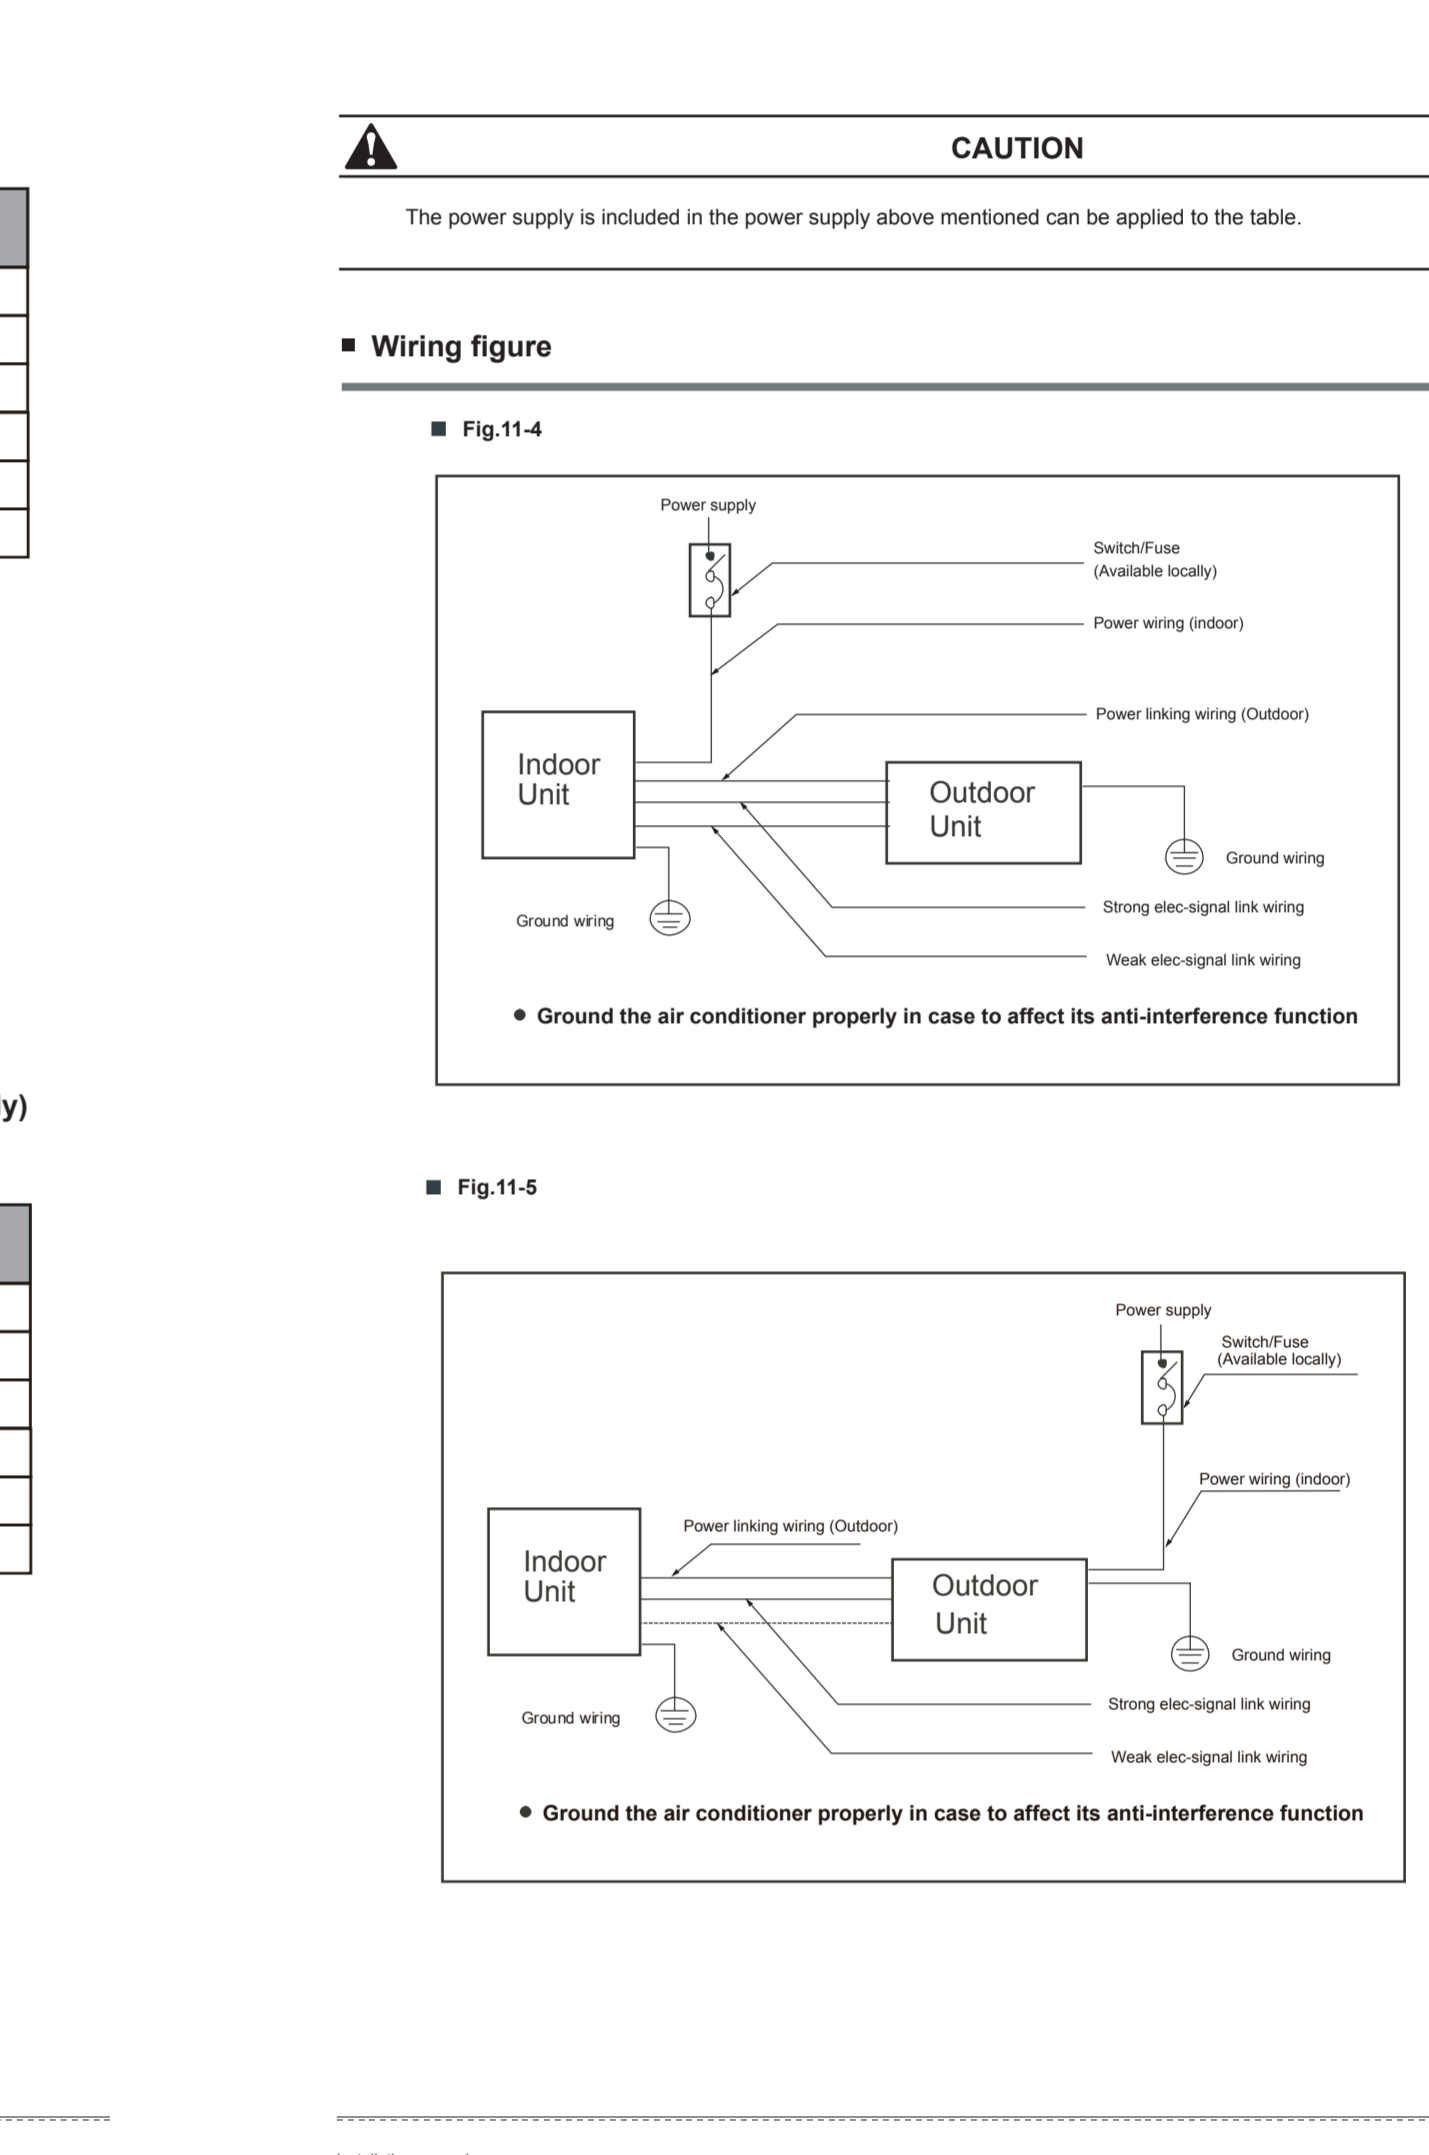 CAUTION
The power supply is included in the power supply above mentioned can be applied to the table.
Wiring figure
Fig.11-4
Power supply
Switch/Fuse
(Available locally)
Power wiring (indoor)
Power linking wiring (Outdoor)
Indoor
Unit
Outdoor
Unit
Ground wiring
Strong elec-signal link wiring
Ground wiring
Weak elec-signal link wiring
Ground the air conditioner properly in case to affect its anti-interference function
y)
Fig.11-5
Power supply
Switch/Fuse
(Available locally)
Power wiring (indoor)
Power linking wiring (Outdoor)
Indoor
Unit
Outdoor
Unit
Ground wiring
Strong elec-signal link wiring
Ground wiring
Weak elec-signal link wiring
Ground the air conditioner properly in case to affect its anti-interference function